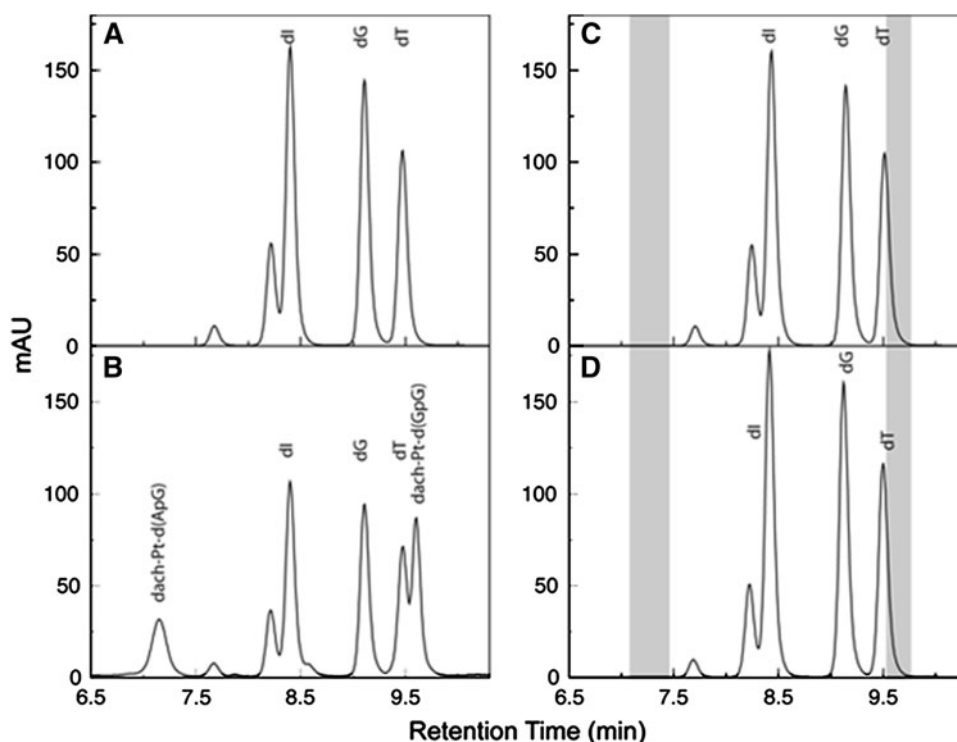 A
dI
dG
dT
150
100
50
0
C
dI
dG
dT
B
dach-Pt-d(ApG)
dI
dG
dT
dach-Pt-d(GpG)
150
100
50
0
D
dI
dG
dT
mAU
6.5
7.5
8.5
9.5
6.5
7.5
8.5
9.5
Retention Time (min)